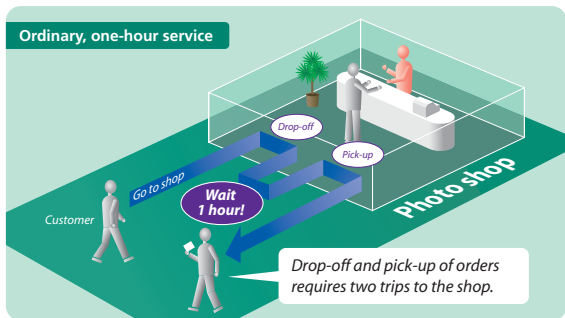 Ordinary, one-hour service
Drop-off
Pick-up
Go to shop
Wait
1 hour!
Customer
Photo shop
Drop-off and pick-up of orders
requires two trips to the shop.